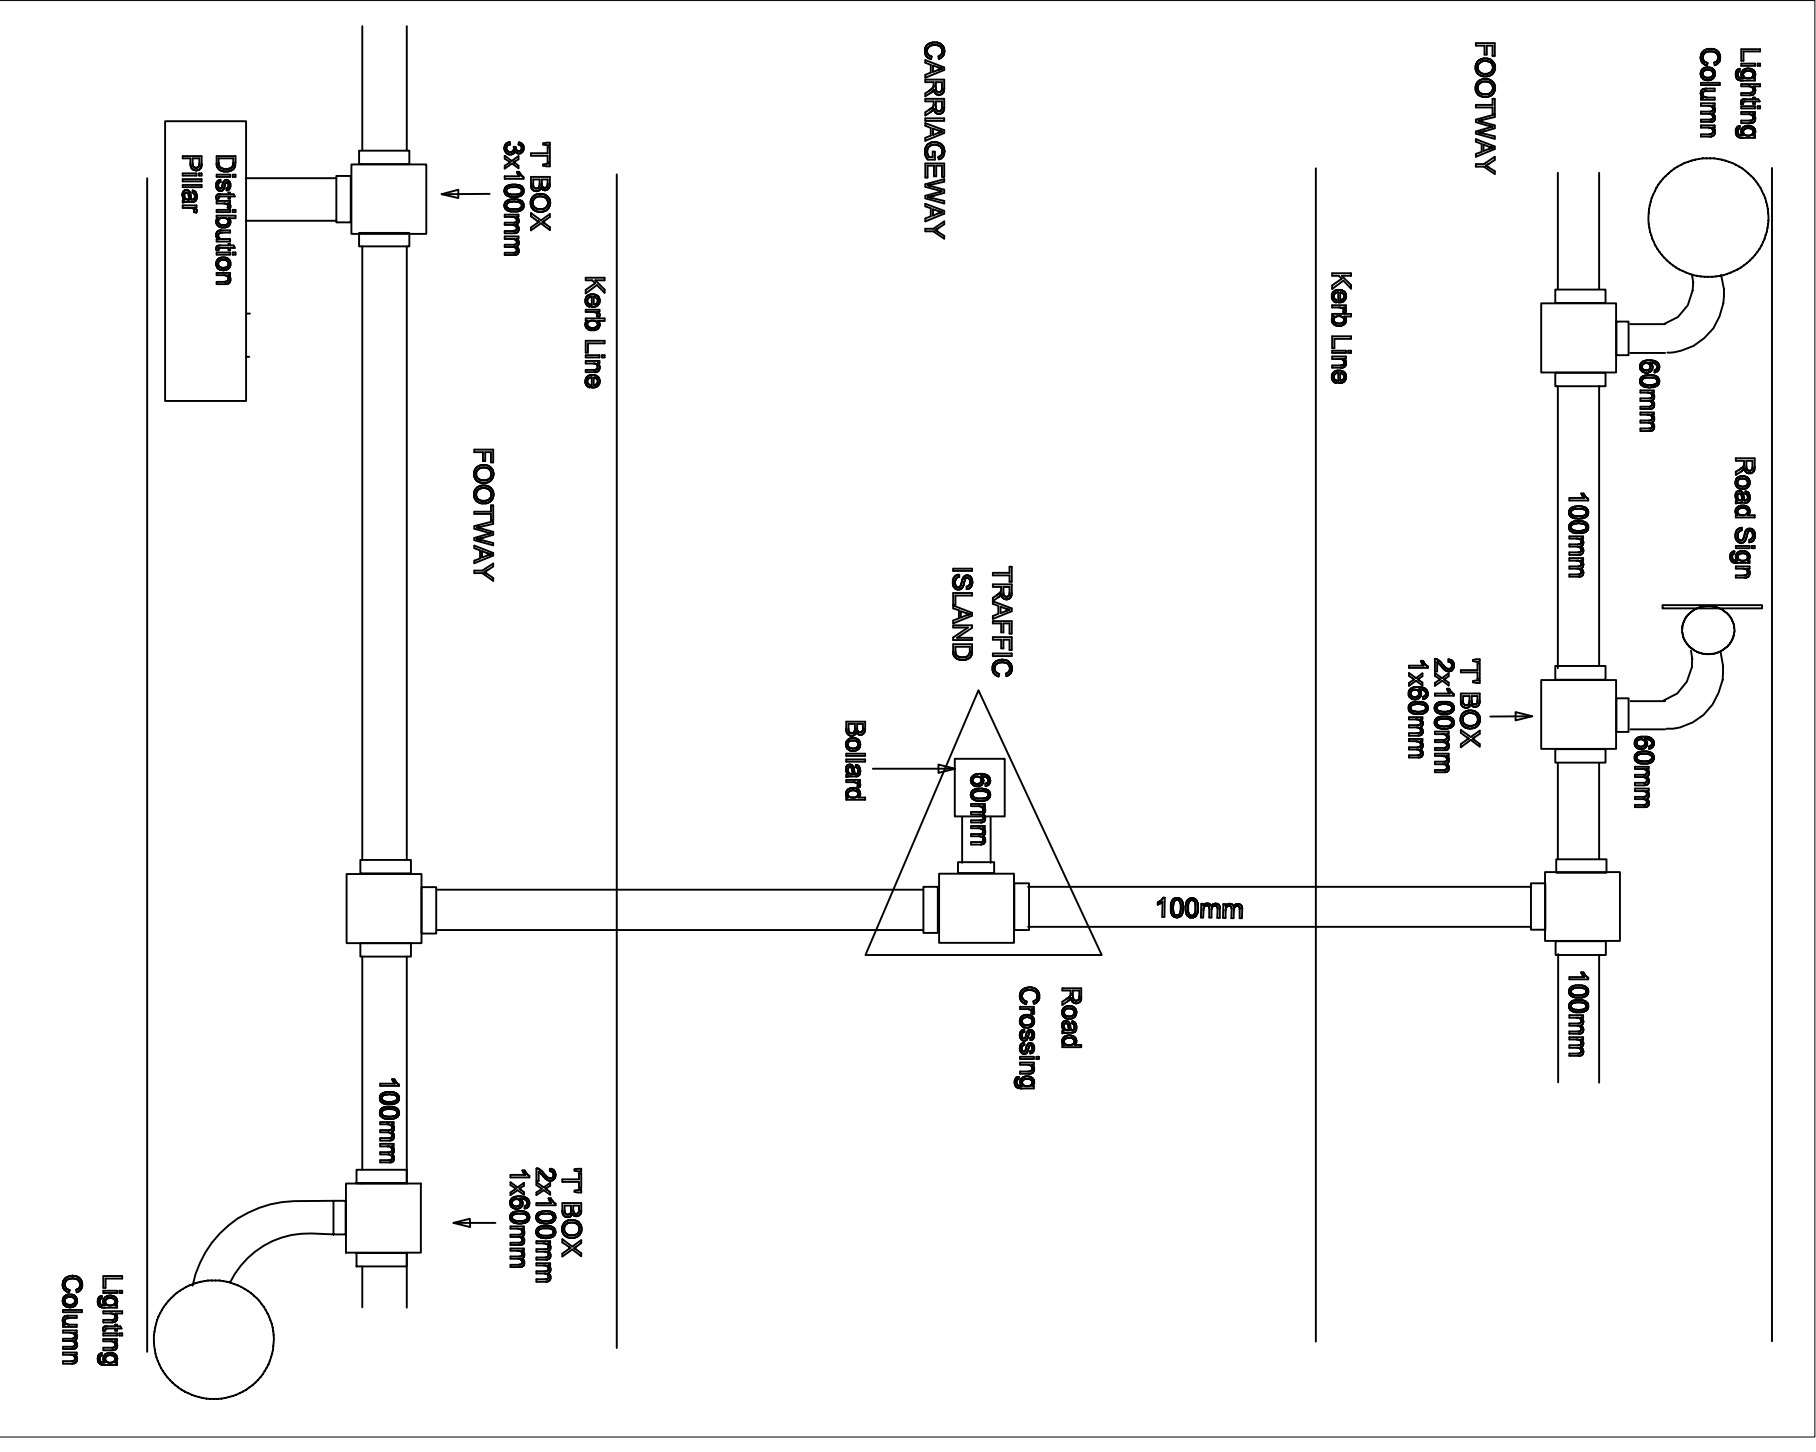 Lighting
Column
FOOTWAY
60mm
Road Sign
100mm
'T' BOX
2x100mm
1x60mm
60mm
100mm
Kerb Line
CARRIAGEWAY
TRAFFIC
ISLAND
60mm
Bollard
100mm
Road
Crossing
Kerb Line
'T' BOX
3x100mm
FOOTWAY
Distribution
Pillar
100mm
'T' BOX
2x100mm
1x60mm
Lighting
Column